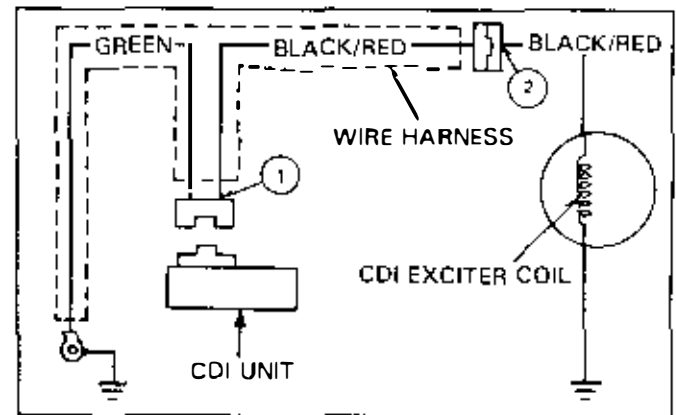 GREEN
BLACK/RED
BLACK/RED
2
WIRE HARNESS
1
CDI EXCITER COIL
CDI UNIT